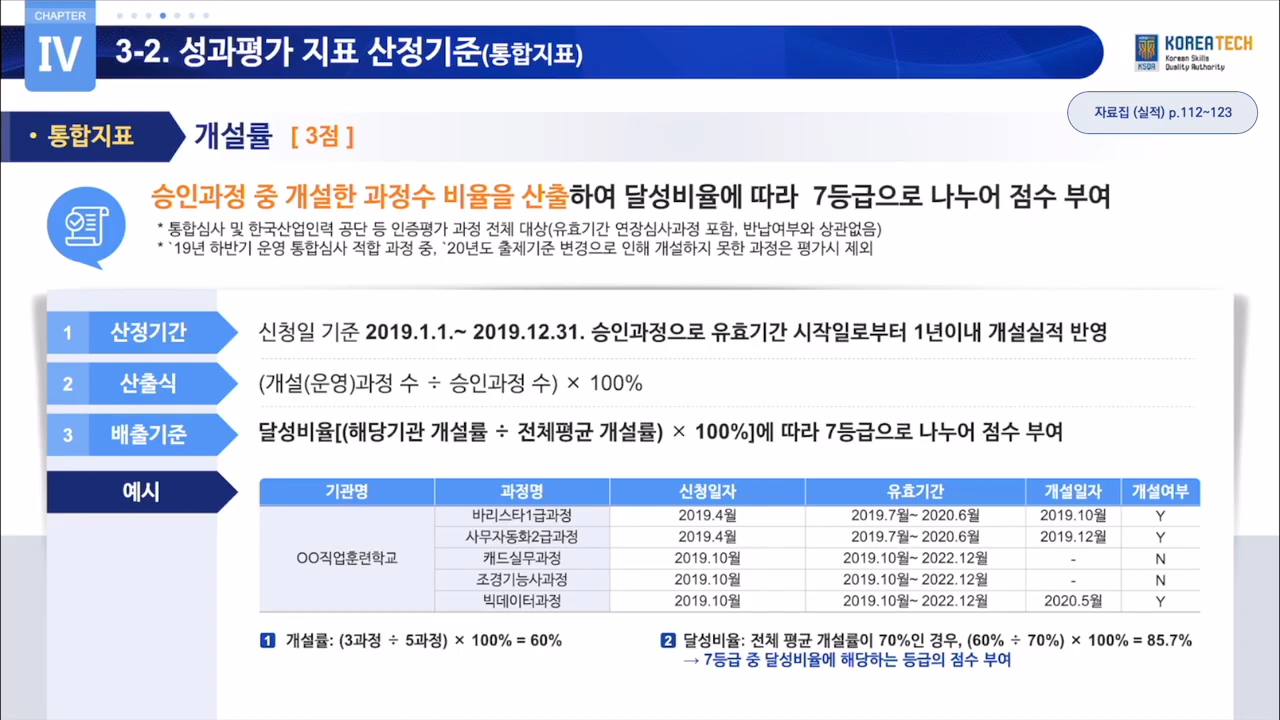 CHAPTER
IV
3-2. 성과평가 지표 산정기준(통합지표)
KSQA
KOREATECH
Korean Skills
Quality Authority
자료집 (실적) p.112~123
• 통합지표
개설률 [ 3점 ]
승인과정 중 개설한 과정수 비율을 산출하여 달성비율에 따라 7등급으로 나누어 점수 부여
* 통합심사 및 한국산업인력 공단 등 인증평가 과정 전체 대상(유효기간 연장심사과정 포함, 반납여부와 상관없음)
* `19년 하반기 운영 통합심사 적합 과정 중, `20년도 출제기준 변경으로 인해 개설하지 못한 과정은 평가시 제외
1 산정기간 신청일 기준 2019.1.1.~ 2019.12.31. 승인과정으로 유효기간 시작일로부터 1년이내 개설실적 반영
2 산출식 (개설(운영)과정 수 ÷ 승인과정 수) × 100%
3 배출기준 달성비율[(해당기관 개설률 ÷ 전체평균 개설률) × 100%]에 따라 7등급으로 나누어 점수 부여
예시
기관명 과정명 신청일자 유효기간 개설일자 개설여부
바리스타1급과정 2019.4월 2019.7월~ 2020.6월 2019.10월 Y
사무자동화2급과정 2019.4월 2019.7월~ 2020.6월 2019.12월 Y
OO직업훈련학교 캐드실무과정 2019.10월 2019.10월~ 2022.12월 - N
조경기능사과정 2019.10월 2019.10월~ 2022.12월 - N
빅데이터과정 2019.10월 2019.10월~ 2022.12월 2020.5월 Y
1 개설률: (3과정 ÷ 5과정) × 100% = 60%
2 달성비율: 전체 평균 개설률이 70%인 경우, (60% ÷ 70%) × 100% = 85.7%
→ 7등급 중 달성비율에 해당하는 등급의 점수 부여